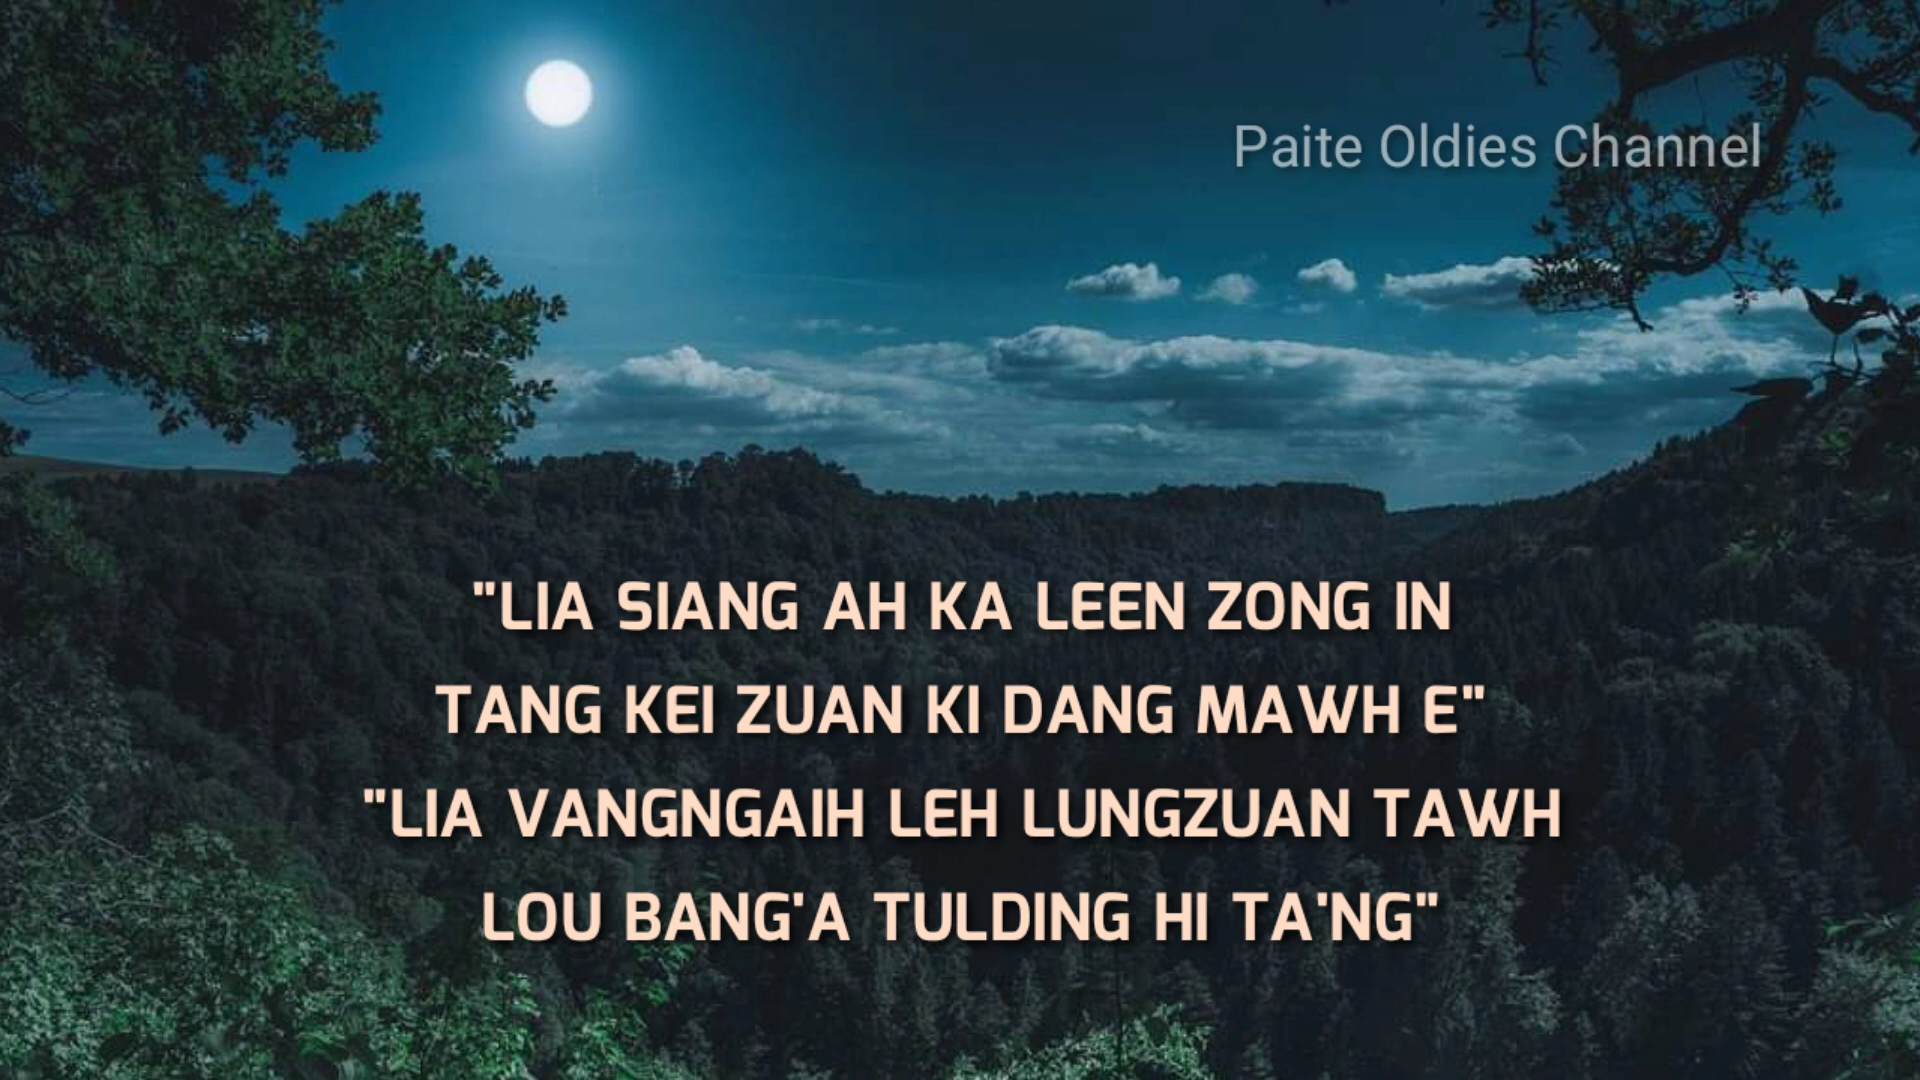 Paite Oldies Channel
"LIA SIANG AH KA LEEN ZONG IN
TANG KEI ZUAN KI DANG MAWH E"
"LIA VANGNGAIH LEH LUNGZUAN TAWH
LOU BANG'A TULDING HI TA'NG"